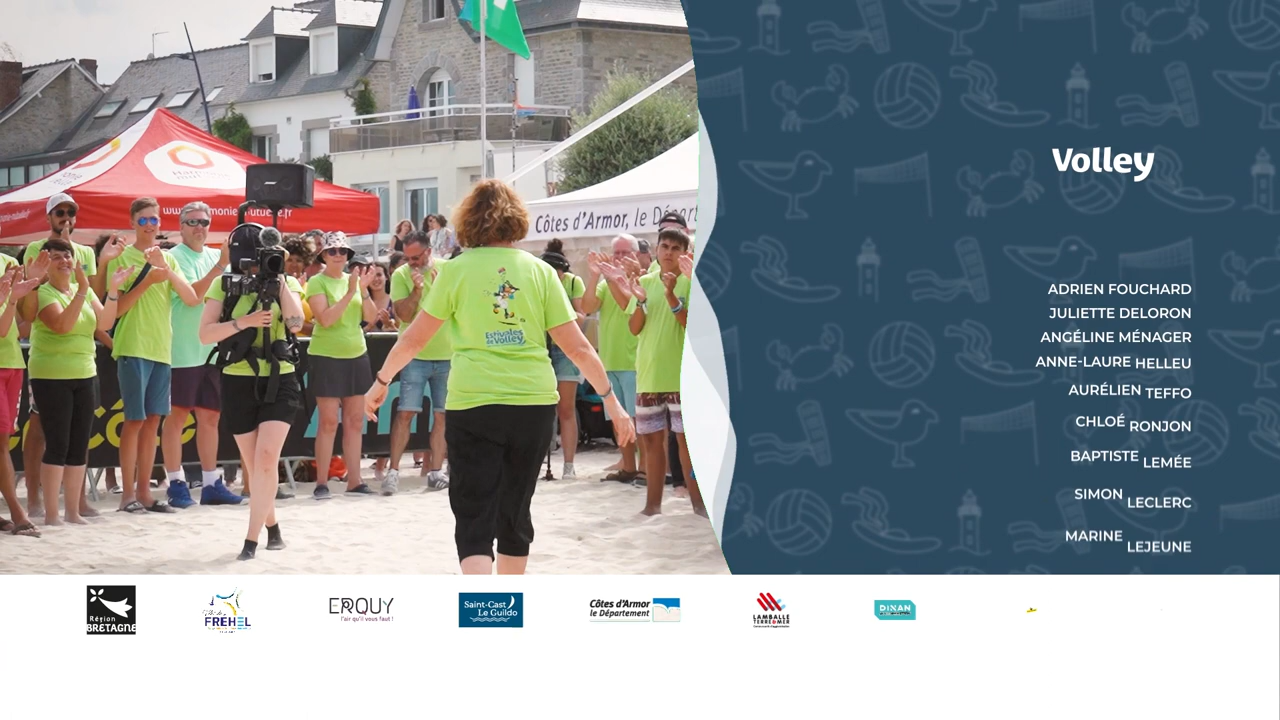 Côtes d'Armor, le Départ
Estivales
de Volley
Volley
ADRIEN FOUCHARD
JULIETTE DELORON
ANGÉLINE MÉNAGER
ANNE-LAURE HELLEU
AURÉLIEN TEFFO
CHLOÉ RONJON
BAPTISTE LEMÉE
SIMON LECLERC
MARINE LEJEUNE
Région
BRETAGNE
FRÉHEL
ERQUY
l'air qu'il vous faut !
Saint-Cast
Le Guildo
Côtes d'Armor
le Département
LAMBALLE
TERRE&MER
DINAN